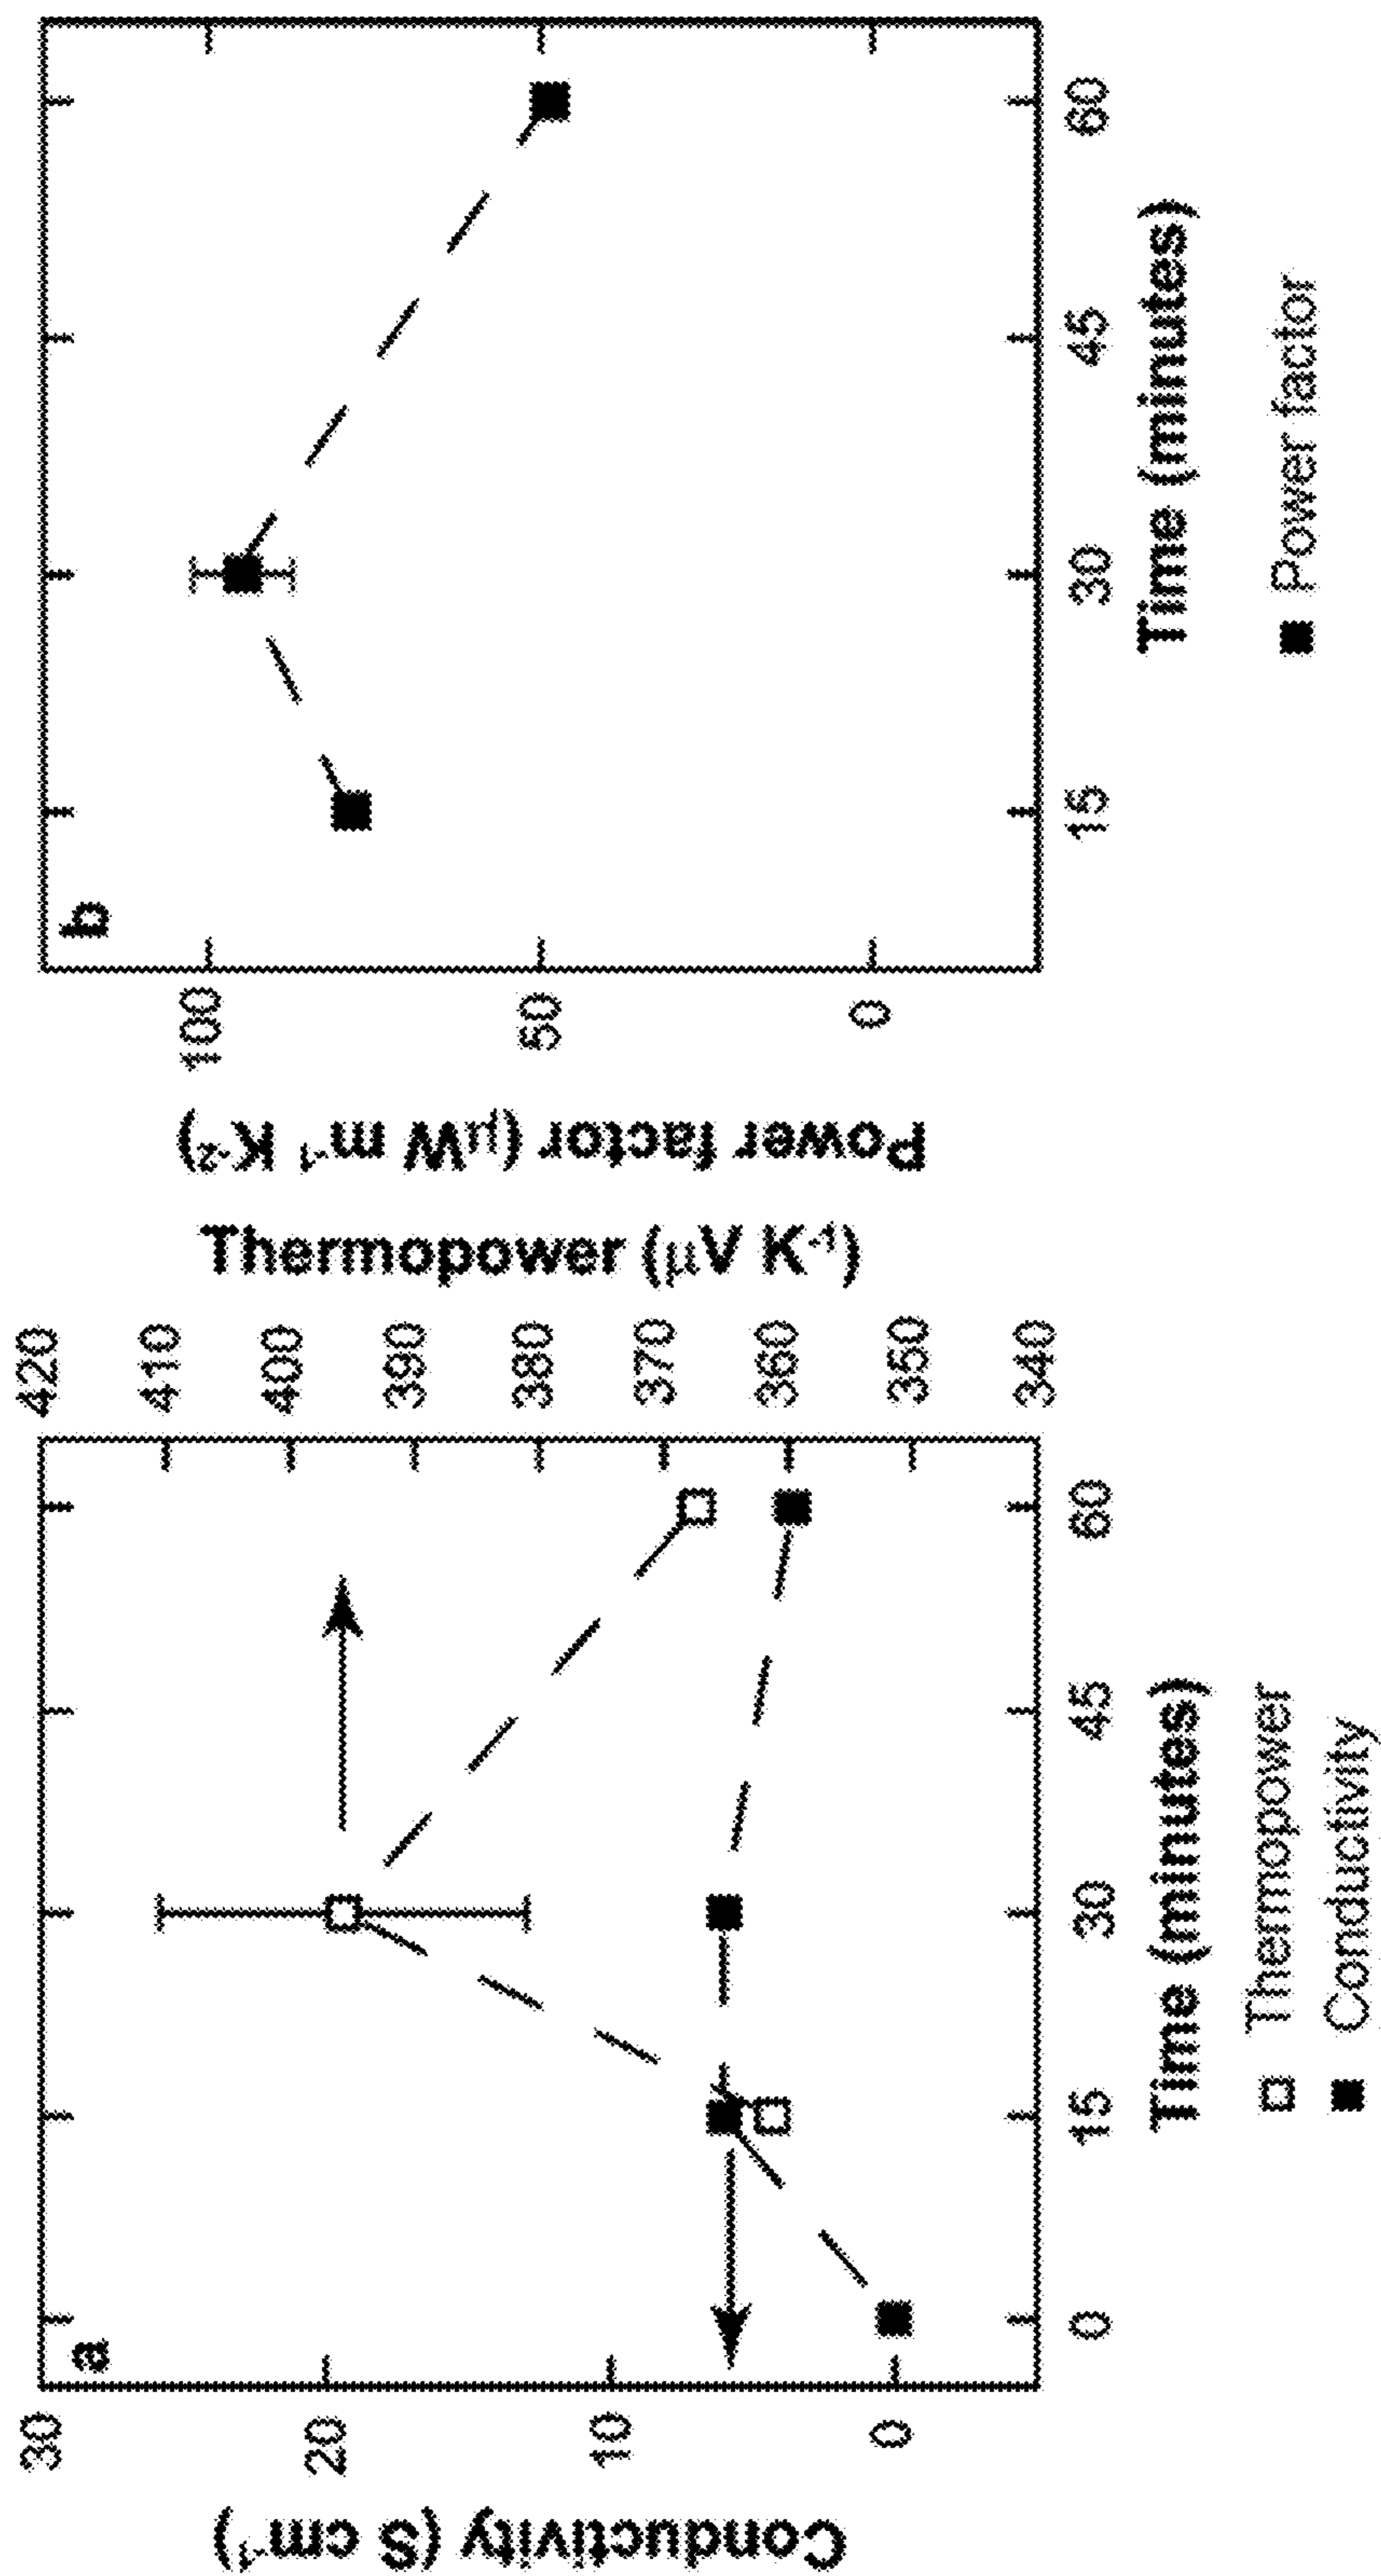 a
30
20
10
0
Conductivity (S cm-1)
420
410
400
390
380
370
360
350
340
Thermopower (μV K-1)
0 15 30 45 60
Time (minutes)
Thermopower
Conductivity
b
100
50
0
Power factor (μW m-1 K-2)
15 30 45 60
Time (minutes)
Power factor